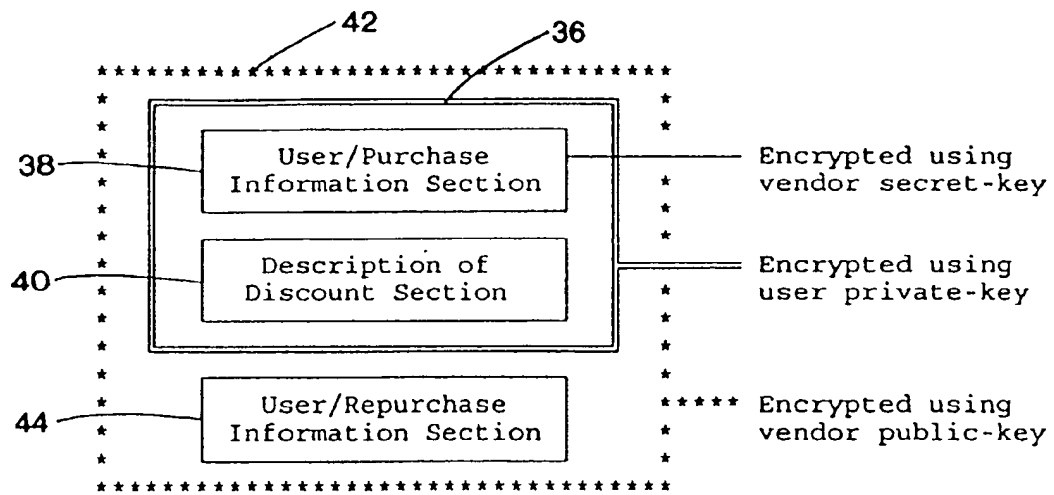 42
36
38
User/Purchase
Information Section
Encrypted using
vendor secret-key
40
Description of
Discount Section
Encrypted using
user private-key
44
User/Repurchase
Information Section
Encrypted using
vendor public-key